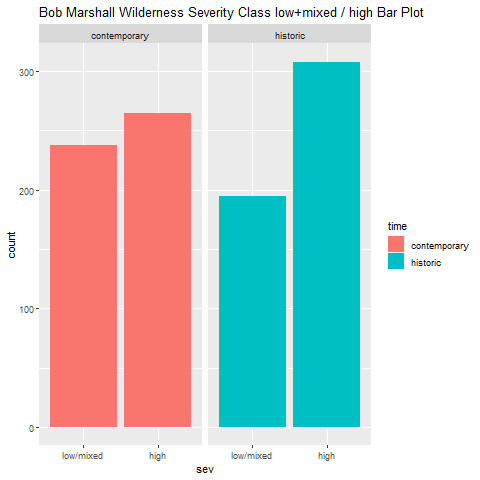 Bob Marshall Wilderness Severity Class low+mixed / high Bar Plot
contemporary
historic
300
200
100
0
count
low/mixed
high
low/mixed
high
sev
time
contemporary
historic